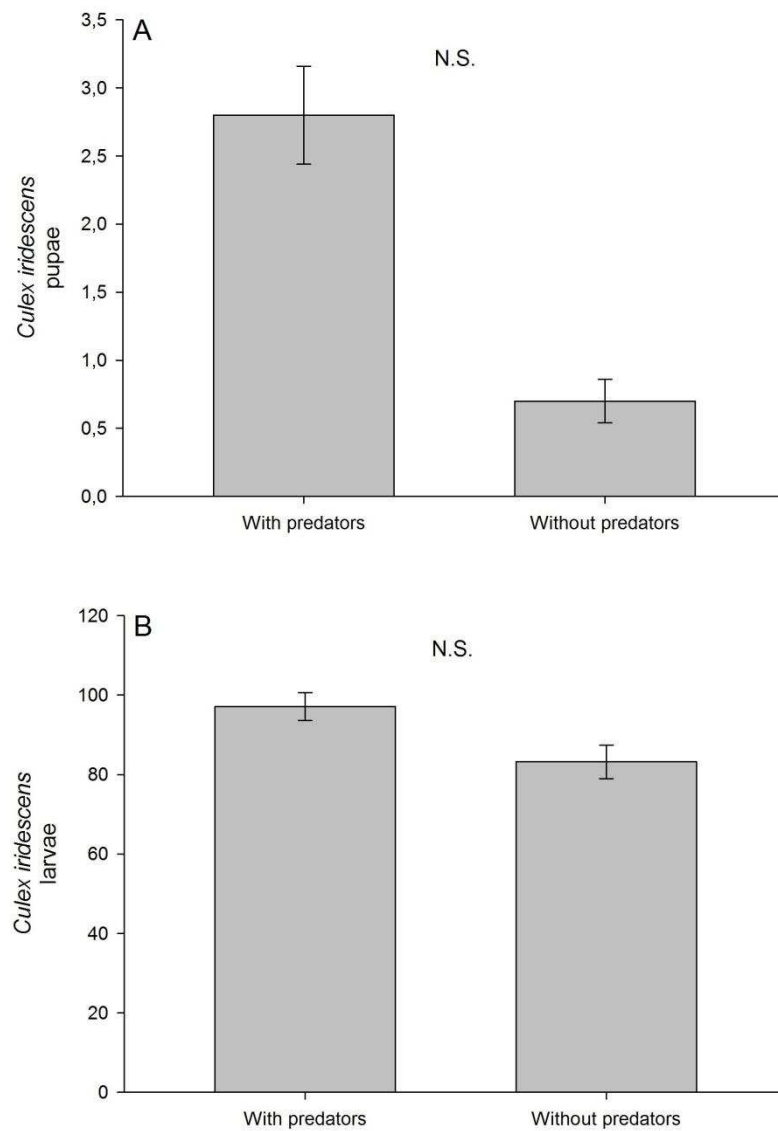 A
N.S.
3,5
3,0
2,5
2,0
1,5
1,0
0,5
0,0
Culex iridescens
pupae
With predators
Without predators
B
N.S.
120
100
80
60
40
20
0
Culex iridescens
larvae
With predators
Without predators